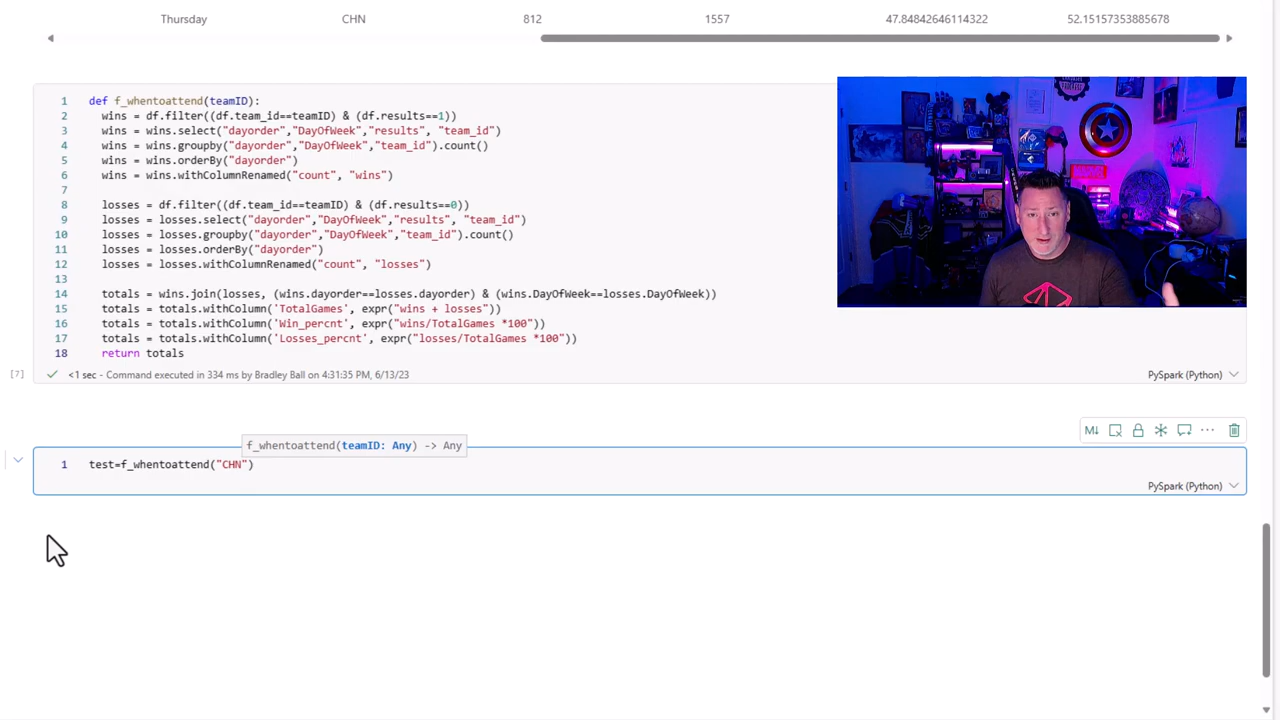 Thursday CHN 812 1557 47.84842646114322 52.15157353885678
1 def f_whentoattend(teamID):
2 wins = df.filter((df.team_id==teamID) & (df.results==1))
3 wins = wins.select("dayorder","DayOfWeek","results", "team_id")
4 wins = wins.groupby("dayorder","DayOfWeek","team_id").count()
5 wins = wins.orderBy("dayorder")
6 wins = wins.withColumnRenamed("count", "wins")
7
8 losses = df.filter((df.team_id==teamID) & (df.results==0))
9 losses = losses.select("dayorder","DayOfWeek","results", "team_id")
10 losses = losses.groupby("dayorder","DayOfWeek","team_id").count()
11 losses = losses.orderBy("dayorder")
12 losses = losses.withColumnRenamed("count", "losses")
13
14 totals = wins.join(losses, (wins.dayorder==losses.dayorder) & (wins.DayOfWeek==losses.DayOfWeek))
15 totals = totals.withColumn('TotalGames', expr("wins + losses"))
16 totals = totals.withColumn('Win_percnt', expr("wins/TotalGames *100"))
17 totals = totals.withColumn('Losses_percnt', expr("losses/TotalGames *100"))
18 return totals
[7] <1 sec - Command executed in 334 ms by Bradley Ball on 4:31:35 PM, 6/13/23 PySpark (Python)
M↓
f_whentoattend(teamID: Any) -> Any
1 test=f_whentoattend("CHN")
PySpark (Python)